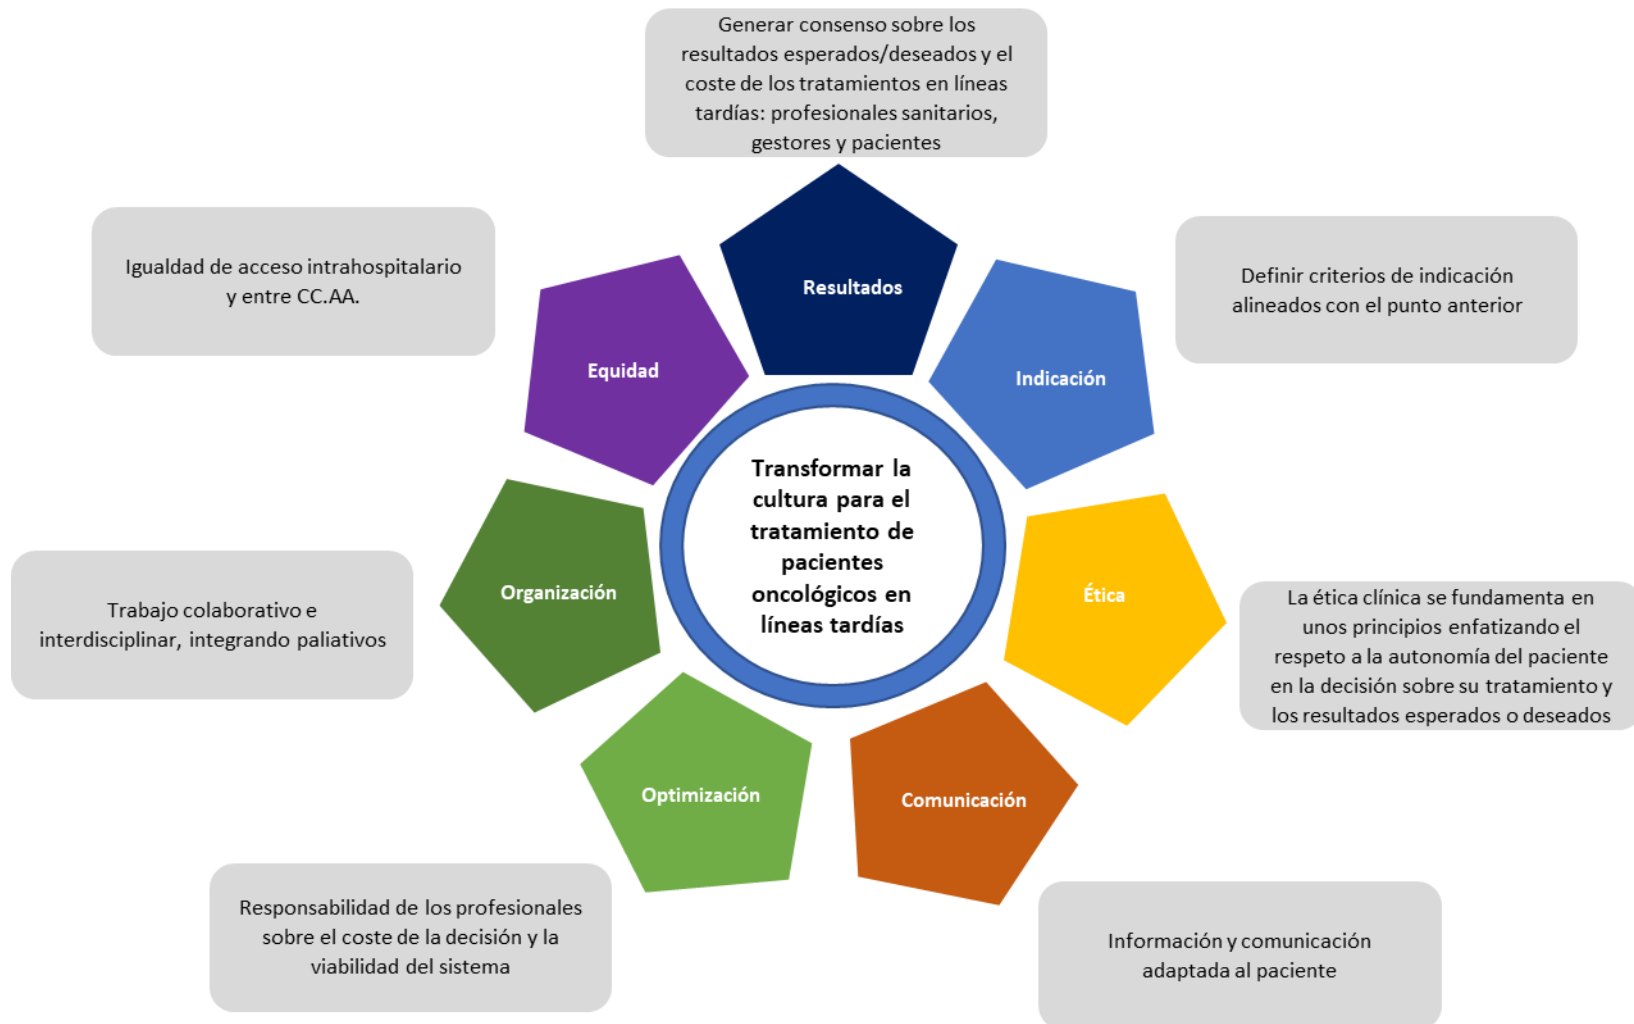 Generar consenso sobre los
resultados esperados/deseados y el
coste de los tratamientos en líneas
tardías: profesionales sanitarios,
gestores y pacientes
Resultados
Definir criterios de indicación
alineados con el punto anterior
Indicación
La ética clínica se fundamenta en
unos principios enfatizando el
respeto a la autonomía del paciente
en la decisión sobre su tratamiento y
los resultados esperados o deseados
Ética
Información y comunicación
adaptada al paciente
Comunicación
Responsabilidad de los profesionales
sobre el coste de la decisión y la
viabilidad del sistema
Optimización
Trabajo colaborativo e
interdisciplinar, integrando paliativos
Organización
Igualdad de acceso intrahospitalario
y entre CC.AA.
Equidad
Transformar la
cultura para el
tratamiento de
pacientes
oncológicos en
líneas tardías